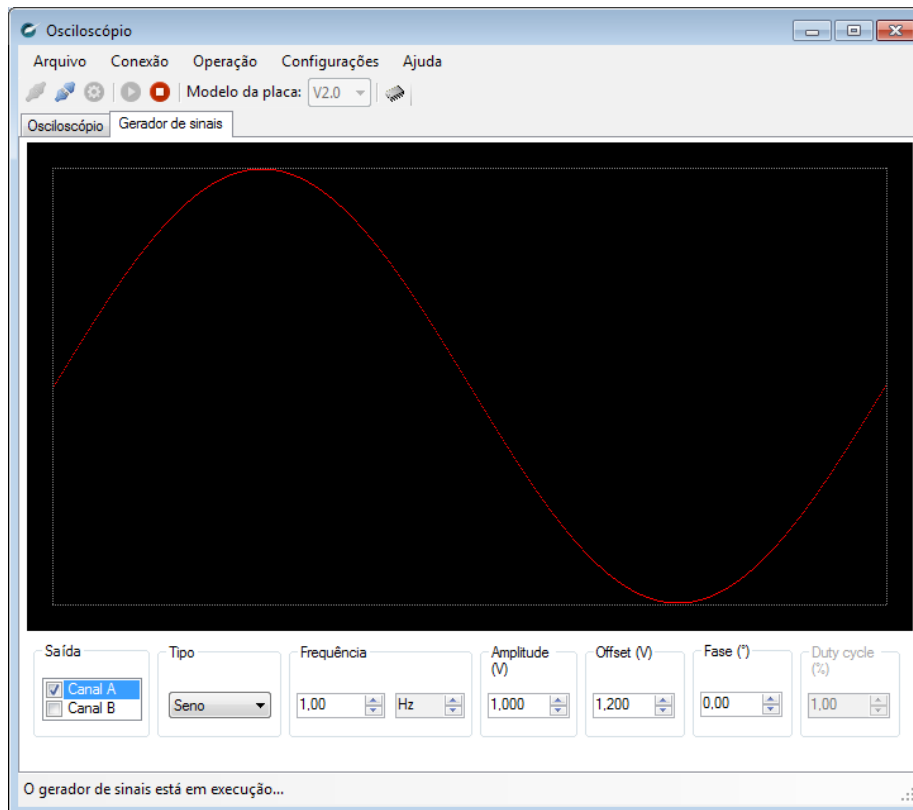 Osciloscópio
Arquivo Conexão Operação Configurações Ajuda
Modelo da placa: V2.0
Osciloscópio Gerador de sinais
Saída Tipo Frequência Amplitude (V) Offset (V) Fase (°) Duty cycle (%)
Canal A
Canal B
Seno 1,00 Hz 1,000 1,200 0,00 1,00
O gerador de sinais está em execução...